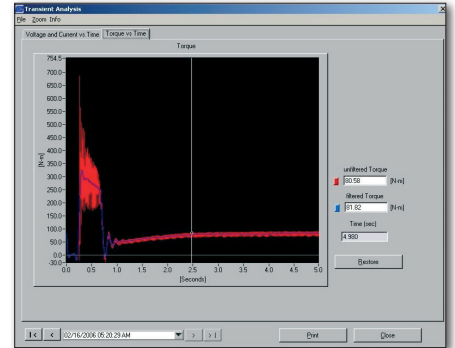 Transient Analysis
File Zoom Info
Voltage and Current vs Time Torque vs Time
Torque
754.5
700.0
650.0
600.0
550.0
500.0
450.0
400.0
350.0
300.0
250.0
200.0
150.0
100.0
50.0
0.0
-30.0
[N-m]
0.0 0.5 1.0 1.5 2.0 2.5 3.0 3.5 4.0 4.5 5.0
[Seconds]
unfiltered Torque
80.58 [N-m]
filtered Torque
81.82 [N-m]
Time (sec)
4.980
Restore
|< < 02/16/2006 05:20:29 AM > >|
Print Close